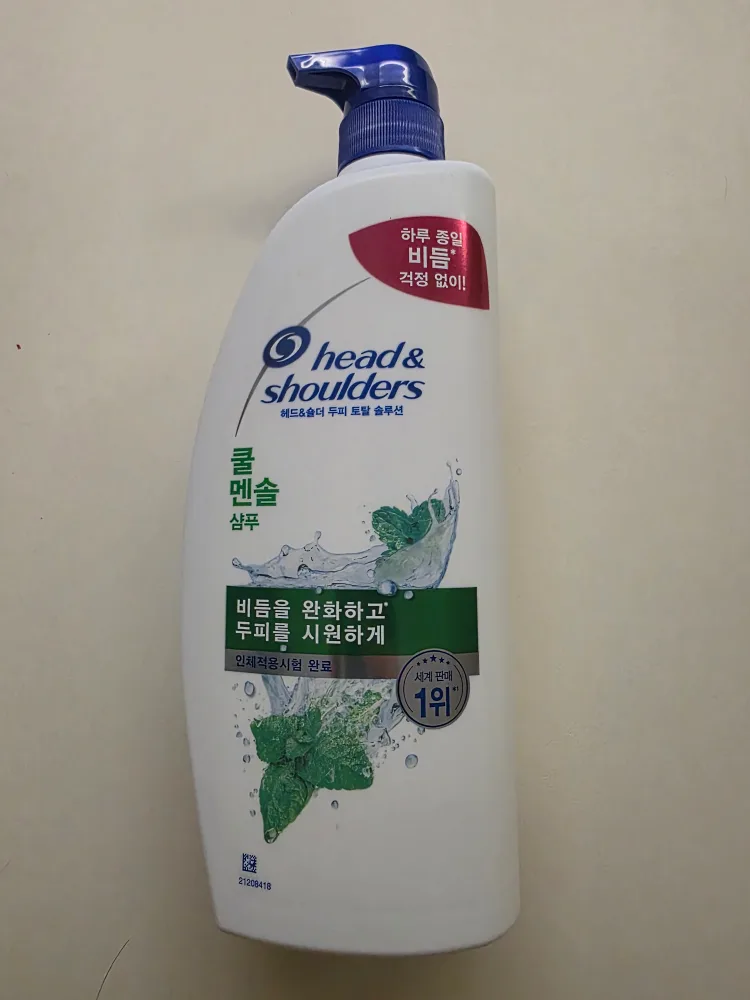 하루 종일
비듬*
걱정 없이!
head &
shoulders
헤드&숄더 두피 토탈 솔루션
쿨
멘솔
샴푸
비듬을 완화하고*
두피를 시원하게
인체적용시험 완료
세계 판매
1위*1
21208418